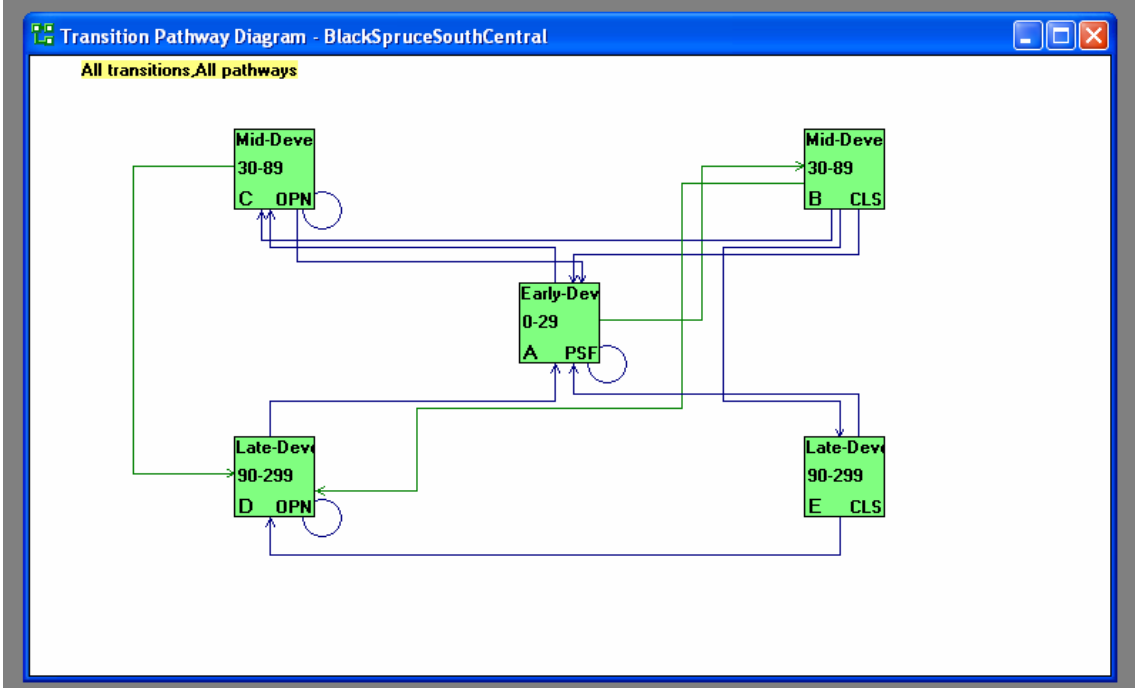 Transition Pathway Diagram - BlackSpruceSouthCentral
All transitions,All pathways
Mid-Deve
30-89
C OPN
Mid-Deve
30-89
B CLS
Early-Dev
0-29
A PSF
Late-Deve
90-299
D OPN
Late-Deve
90-299
E CLS